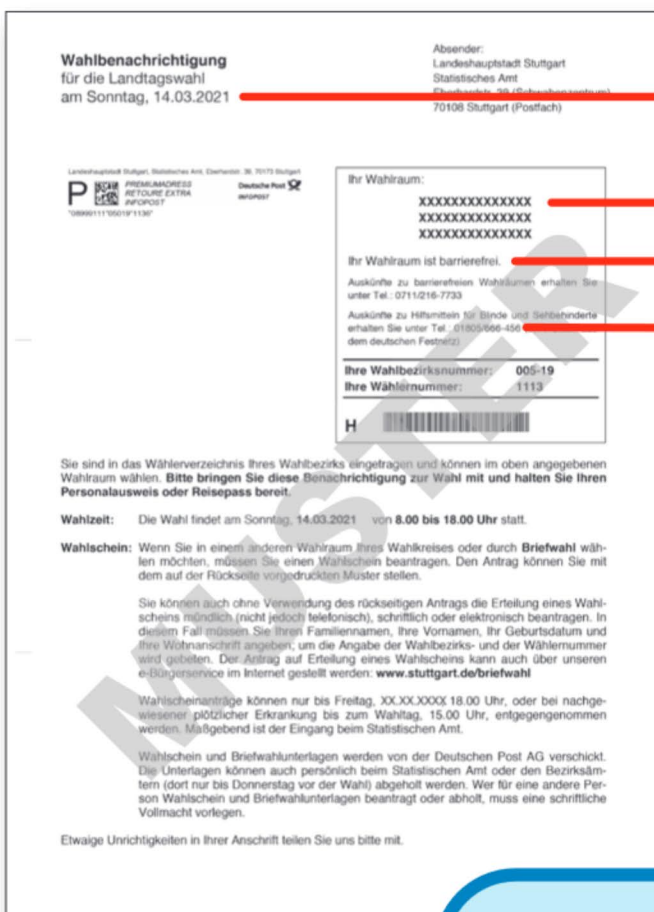 Wahlbenachrichtigung
für die Landtagswahl
am Sonntag, 14.03.2021
Absender:
Landeshauptstadt Stuttgart
Statistisches Amt
Eberhardstr. 39 (Schwabenzentrum)
70108 Stuttgart (Postfach)
Landeshauptstadt Stuttgart, Statistisches Amt, Eberhardstr. 39, 70173 Stuttgart
P PREMIUMADRESS
RETOURE EXTRA
INFOPOST
Deutsche Post
INFOPOST
Ihr Wahlraum:
XXXXXXXXXXXXXX
XXXXXXXXXXXXXX
XXXXXXXXXXXXXX
Ihr Wahlraum ist barrierefrei.
Auskünfte zu barrierefreien Wahlräumen erhalten Sie
unter Tel.: 0711/216-7733
Auskünfte zu Hilfsmitteln für Blinde und Sehbehinderte
erhalten Sie unter Tel.: 01805/666-456
dem deutschen Festnetz)
Ihre Wahlbezirksnummer: 005-19
Ihre Wählernummer: 1113
H
Sie sind in das Wählerverzeichnis Ihres Wahlbezirks eingetragen und können im oben angegebenen
Wahlraum wählen. Bitte bringen Sie diese Benachrichtigung zur Wahl mit und halten Sie Ihren
Personalausweis oder Reisepass bereit.
Wahlzeit: Die Wahl findet am Sonntag, 14.03.2021 von 8.00 bis 18.00 Uhr statt.
Wahlschein: Wenn Sie in einem anderen Wahlraum Ihres Wahlkreises oder durch Briefwahl wäh-
len möchten, müssen Sie einen Wahlschein beantragen. Den Antrag können Sie mit
dem auf der Rückseite vorgedruckten Muster stellen.
Sie können auch ohne Verwendung des rückseitigen Antrags die Erteilung eines Wahl-
scheins mündlich (nicht jedoch telefonisch), schriftlich oder elektronisch beantragen. In
diesem Fall müssen Sie Ihren Familiennamen, Ihre Vornamen, Ihr Geburtsdatum und
Ihre Wohnanschrift angeben; um die Angabe der Wahlbezirks- und der Wählernummer
wird gebeten. Der Antrag auf Erteilung eines Wahlscheins kann auch über unseren
e-Bürgerservice im Internet gestellt werden: www.stuttgart.de/briefwahl
Wahlscheinanträge können nur bis Freitag, XX.XX.XXXX 18.00 Uhr, oder bei nachge-
wiesener plötzlicher Erkrankung bis zum Wahltag, 15.00 Uhr, entgegengenommen
werden. Maßgebend ist der Eingang beim Statistischen Amt.
Wahlschein und Briefwahlunterlagen werden von der Deutschen Post AG verschickt.
Die Unterlagen können auch persönlich beim Statistischen Amt oder den Bezirksäm-
tern (dort nur bis Donnerstag vor der Wahl) abgeholt werden. Wer für eine andere Per-
son Wahlschein und Briefwahlunterlagen beantragt oder abholt, muss eine schriftliche
Vollmacht vorlegen.
Etwaige Unrichtigkeiten in Ihrer Anschrift teilen Sie uns bitte mit.
MUSTER